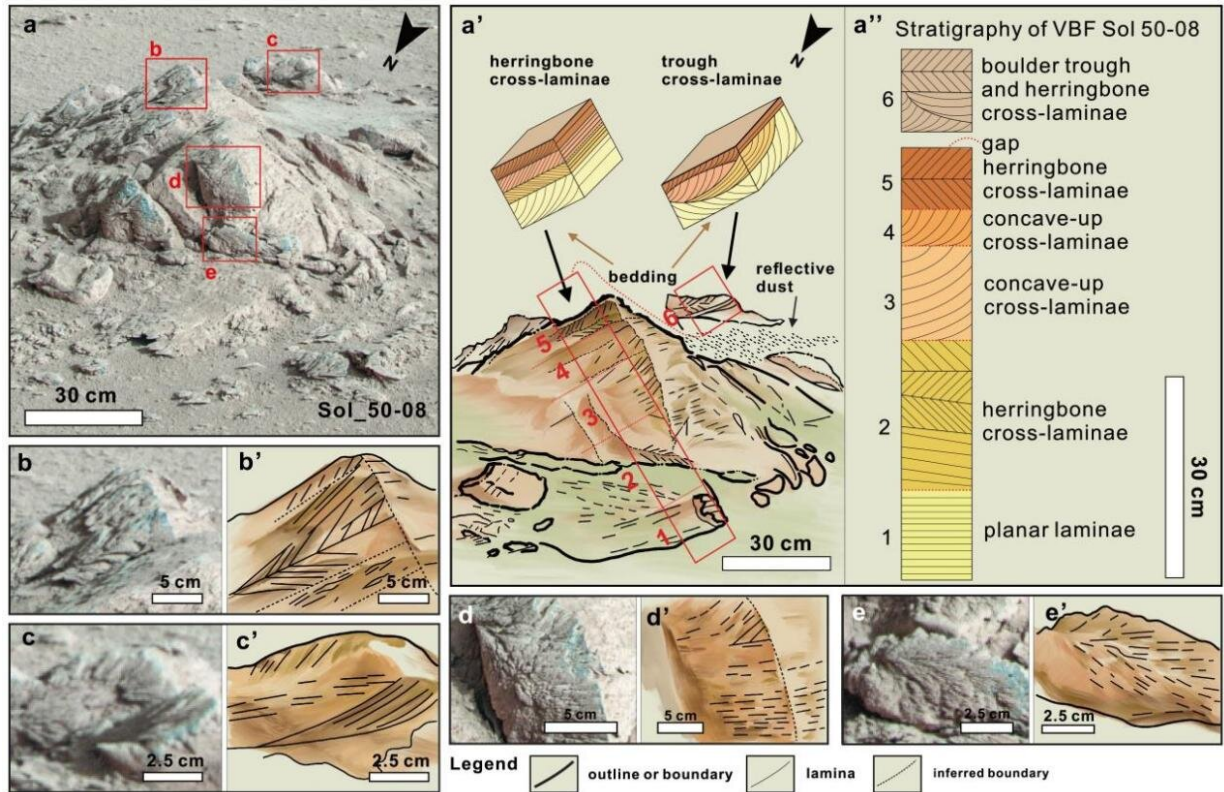 a
b
c
d
e
N
30 cm
Sol_50-08
a'
herringbone
cross-laminae
trough
cross-laminae
N
bedding
reflective
dust
6
5
4
3
2
1
30 cm
a''
Stratigraphy of VBF Sol 50-08
6
boulder trough
and herringbone
cross-laminae
gap
5
herringbone
cross-laminae
4
concave-up
cross-laminae
3
concave-up
cross-laminae
2
herringbone
cross-laminae
1
planar laminae
30 cm
b
5 cm
b'
5 cm
c
2.5 cm
c'
2.5 cm
d
5 cm
d'
5 cm
e
2.5 cm
e'
2.5 cm
Legend
outline or boundary
lamina
inferred boundary